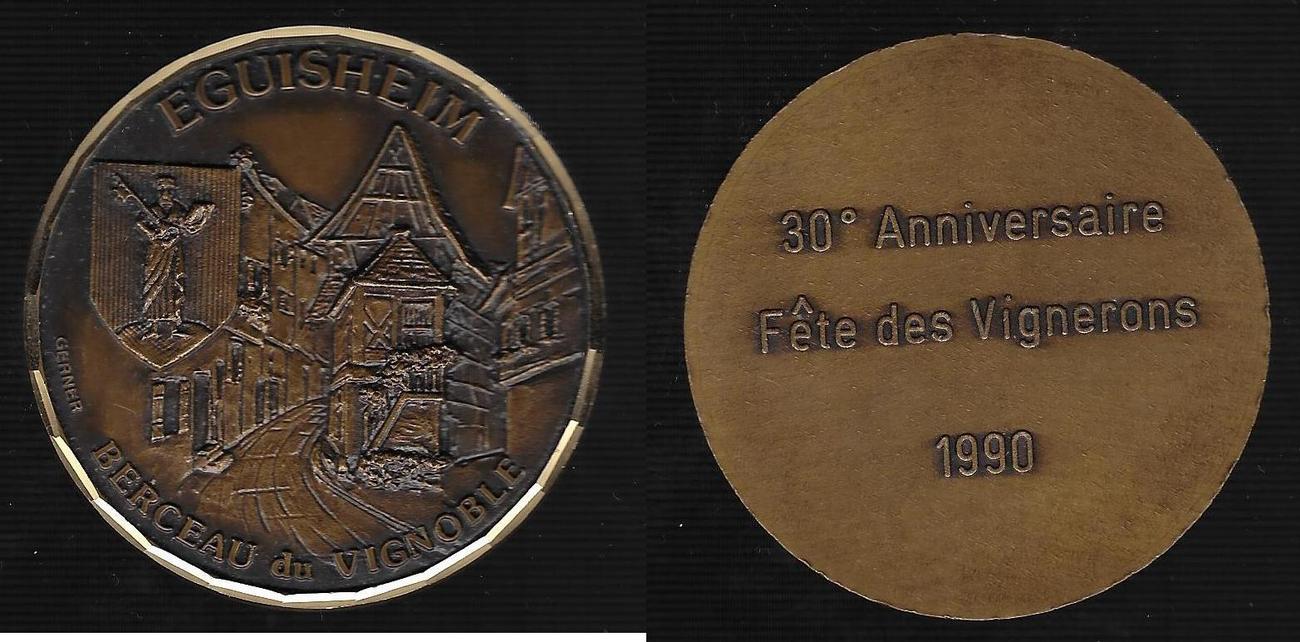 EGUISHEIM
GERNER
BERCEAU du VIGNOBLE
30° Anniversaire
Fête des Vignerons
1990